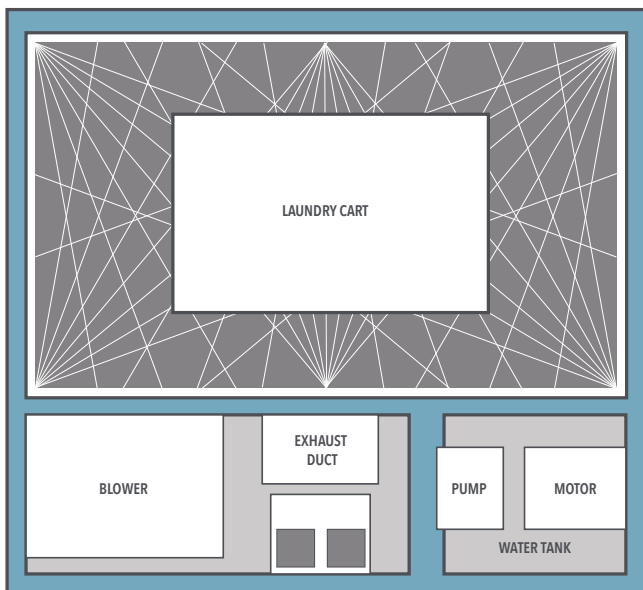 LAUNDRY CART
EXHAUST
DUCT
BLOWER
PUMP
MOTOR
WATER TANK